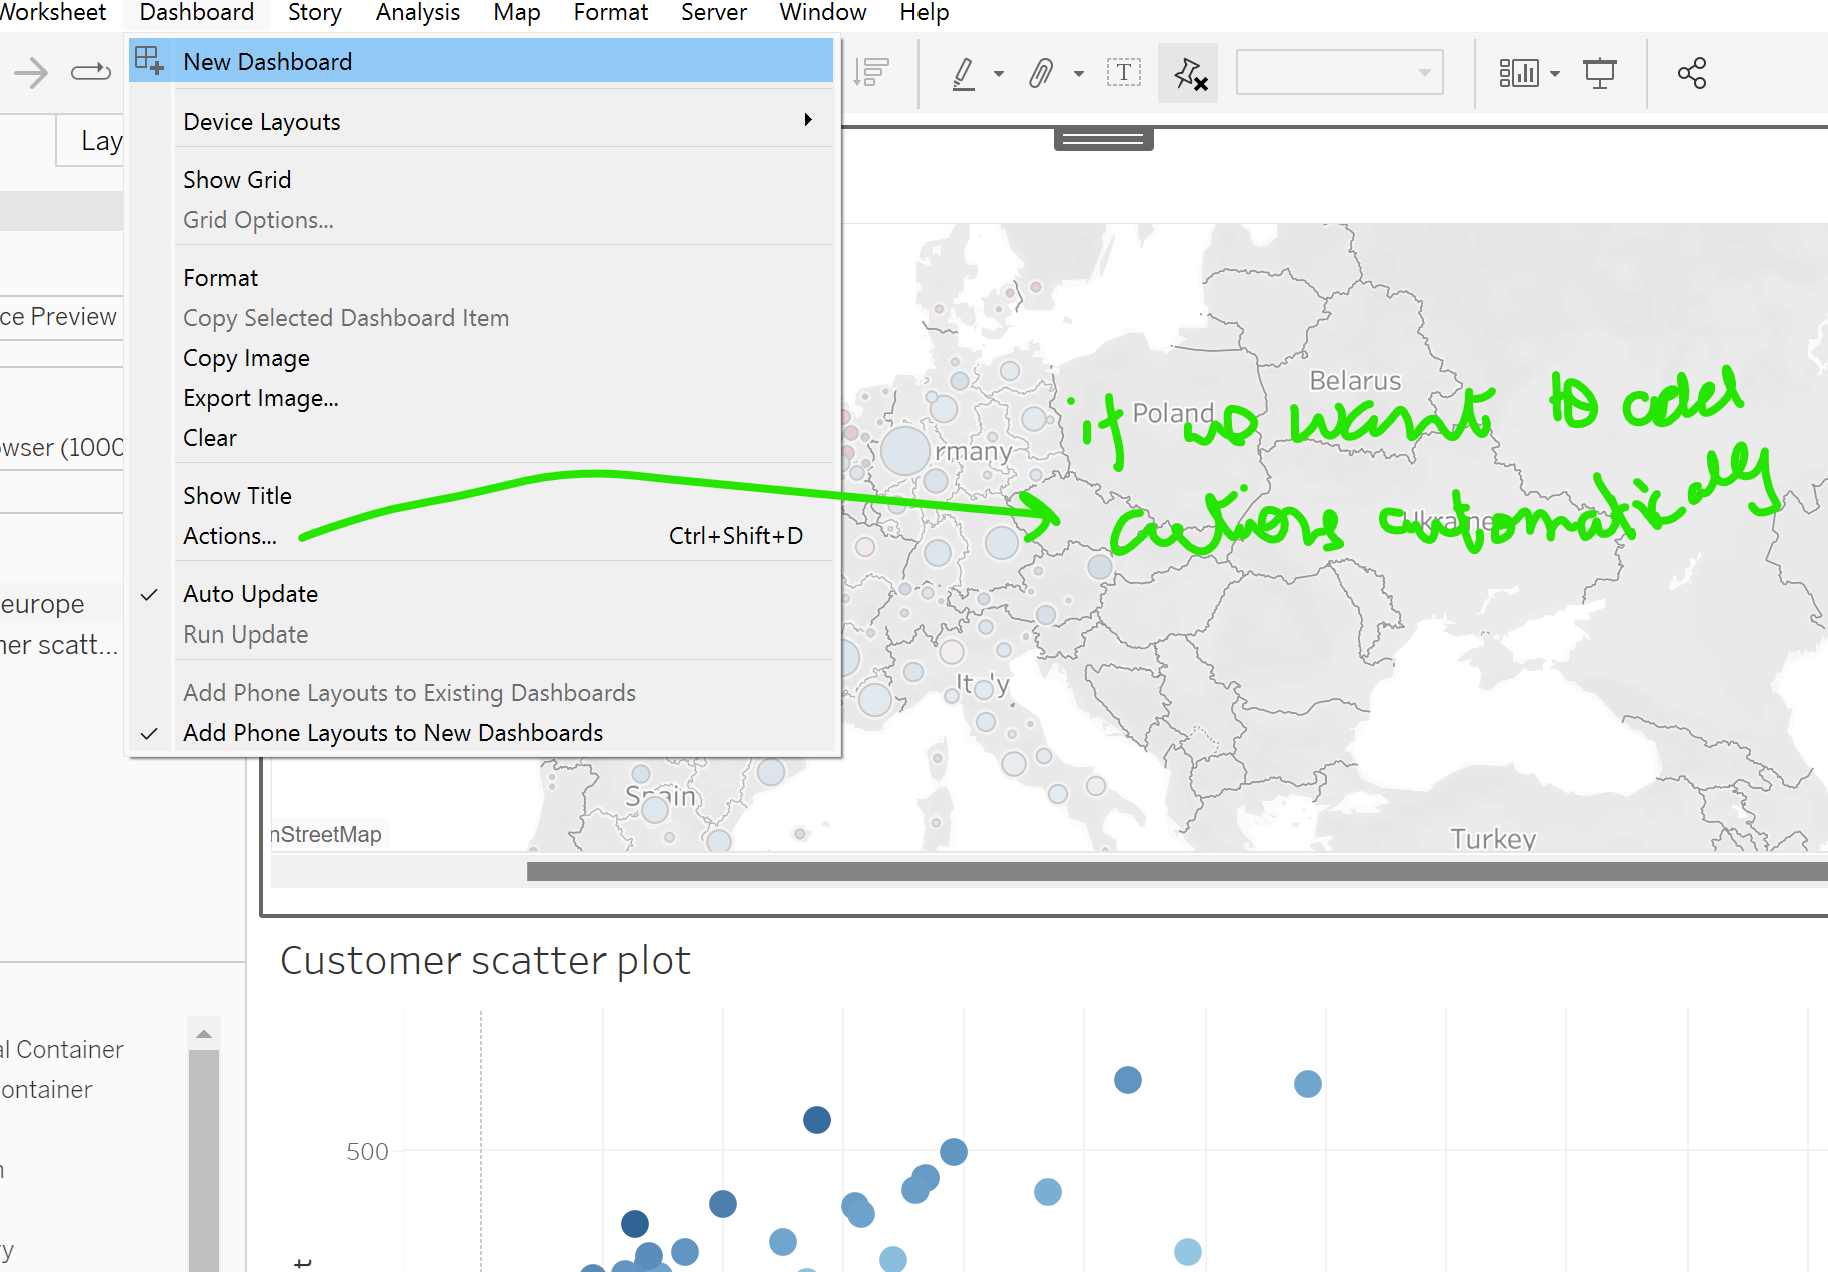 Worksheet Dashboard Story Analysis Map Format Server Window Help
New Dashboard
Device Layouts
Show Grid
Grid Options...
Format
Copy Selected Dashboard Item
Copy Image
Export Image...
Clear
Show Title
Actions... Ctrl+Shift+D
Auto Update
Run Update
Add Phone Layouts to Existing Dashboards
Add Phone Layouts to New Dashboards
Lay
ce Preview
owser (1000
europe
ner scatt...
al Container
ontainer
n
ry
T
Belarus
Poland
rmany
Ukraine
Italy
Spain
Turkey
nStreetMap
if we want to add
actions automatically
Customer scatter plot
500
t